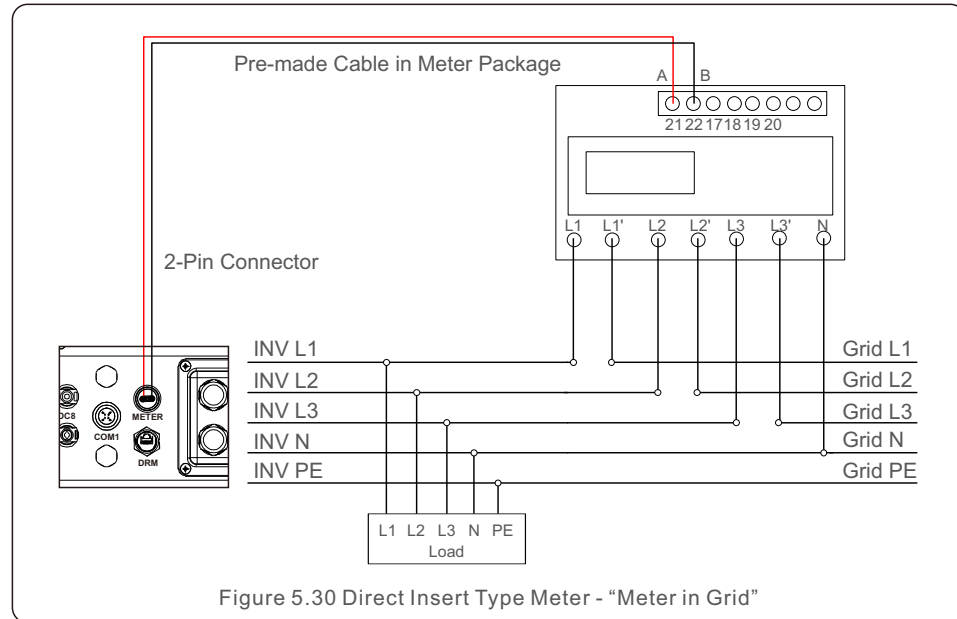 Pre-made Cable in Meter Package
A B
21 22 17 18 19 20
L1 L1' L2 L2' L3 L3' N
2-Pin Connector
INV L1 Grid L1
INV L2 Grid L2
INV L3 Grid L3
INV N Grid N
INV PE Grid PE
METER
COM1
DRM
L1 L2 L3 N PE
Load
Figure 5.30 Direct Insert Type Meter - “Meter in Grid”